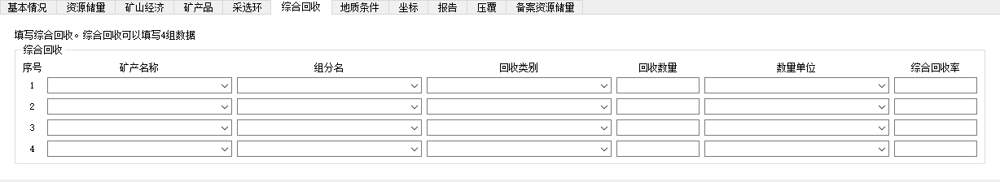 基本情况 资源储量 矿山经济 矿产品 采选环 综合回收 地质条件 坐标 报告 压覆 备案资源储量
填写综合回收。综合回收可以填写4组数据
综合回收
序号 矿产名称 组分名 回收类别 回收数量 数量单位 综合回收率
1
2
3
4